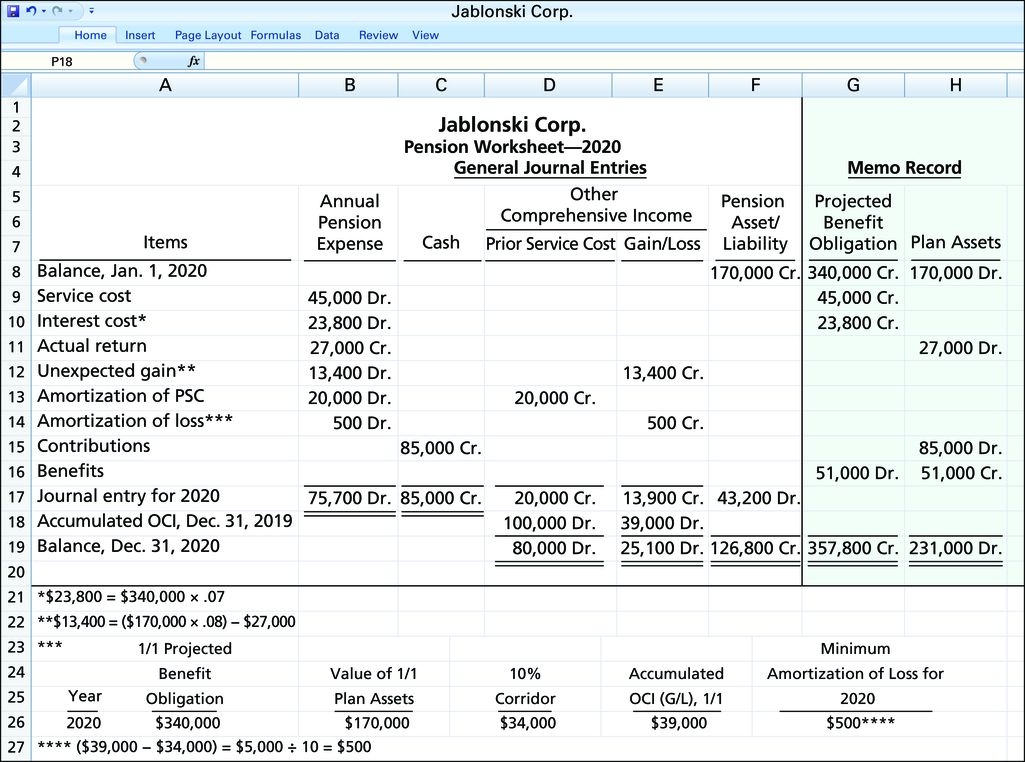 Jablonski Corp.
Home Insert Page Layout Formulas Data Review View
P18 fx
A B C D E F G H
1
2 Jablonski Corp.
3 Pension Worksheet—2020
4 General Journal Entries Memo Record
5 Annual Other Pension Projected
6 Pension Comprehensive Income Asset/ Benefit
7 Items Expense Cash Prior Service Cost Gain/Loss Liability Obligation Plan Assets
8 Balance, Jan. 1, 2020 170,000 Cr. 340,000 Cr. 170,000 Dr.
9 Service cost 45,000 Dr. 45,000 Cr.
10 Interest cost* 23,800 Dr. 23,800 Cr.
11 Actual return 27,000 Cr. 27,000 Dr.
12 Unexpected gain** 13,400 Dr. 13,400 Cr.
13 Amortization of PSC 20,000 Dr. 20,000 Cr.
14 Amortization of loss*** 500 Dr. 500 Cr.
15 Contributions 85,000 Cr. 85,000 Dr.
16 Benefits 51,000 Dr. 51,000 Cr.
17 Journal entry for 2020 75,700 Dr. 85,000 Cr. 20,000 Cr. 13,900 Cr. 43,200 Dr.
18 Accumulated OCI, Dec. 31, 2019 100,000 Dr. 39,000 Dr.
19 Balance, Dec. 31, 2020 80,000 Dr. 25,100 Dr. 126,800 Cr. 357,800 Cr. 231,000 Dr.
20
21 *$23,800 = $340,000 × .07
22 **$13,400 = ($170,000 × .08) – $27,000
23 *** 1/1 Projected Minimum
24 Benefit Value of 1/1 10% Accumulated Amortization of Loss for
25 Year Obligation Plan Assets Corridor OCI (G/L), 1/1 2020
26 2020 $340,000 $170,000 $34,000 $39,000 $500****
27 **** ($39,000 – $34,000) = $5,000 ÷ 10 = $500